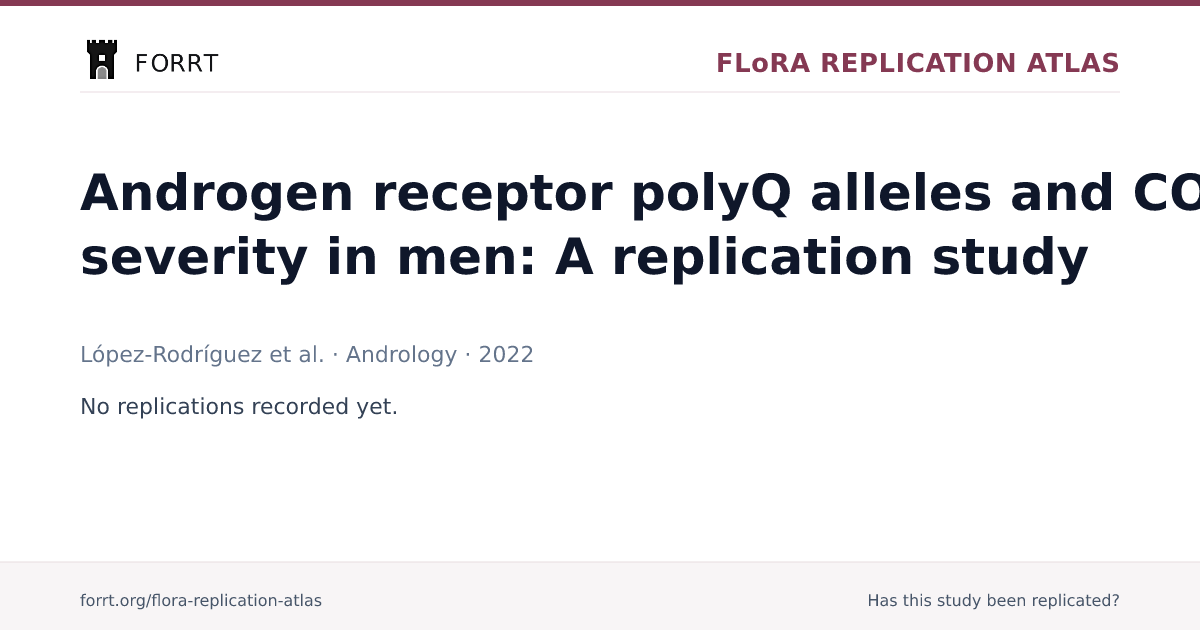 FORRT
FLoRA REPLICATION ATLAS
Androgen receptor polyQ alleles and CO
severity in men: A replication study
López-Rodríguez et al. · Andrology · 2022
No replications recorded yet.
forrt.org/flora-replication-atlas
Has this study been replicated?